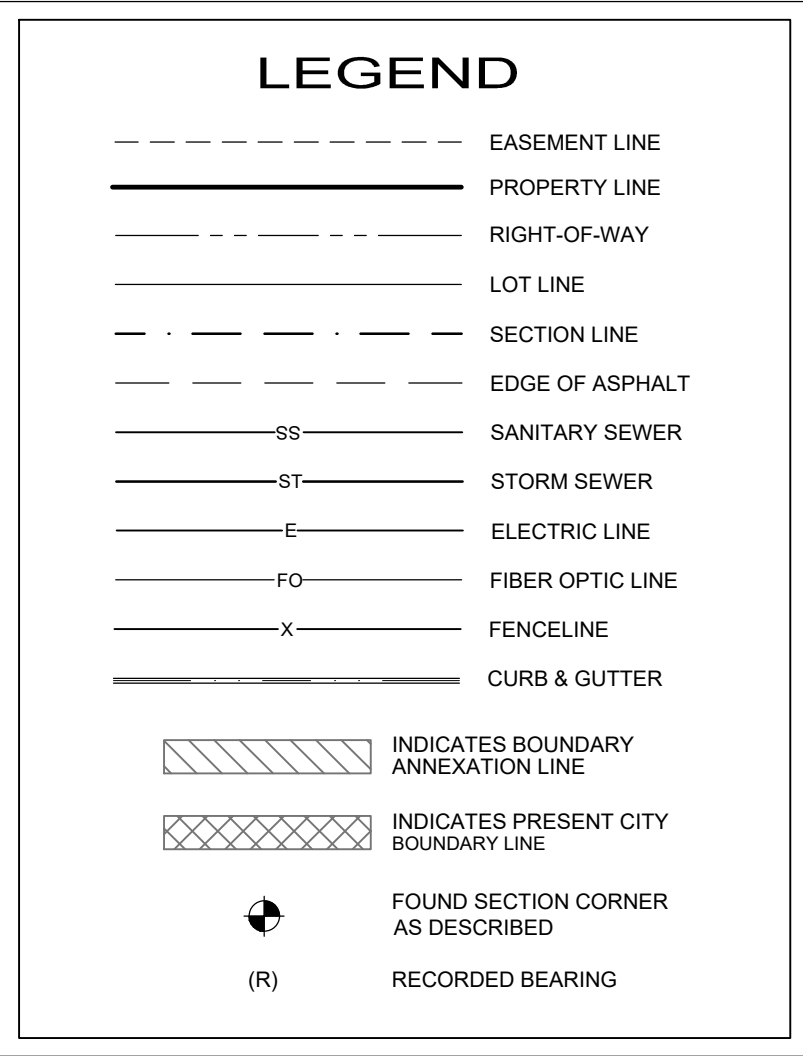 LEGEND
EASEMENT LINE
PROPERTY LINE
RIGHT-OF-WAY
LOT LINE
SECTION LINE
EDGE OF ASPHALT
SS SANITARY SEWER
ST STORM SEWER
E ELECTRIC LINE
FO FIBER OPTIC LINE
X FENCELINE
CURB & GUTTER
INDICATES BOUNDARY
ANNEXATION LINE
INDICATES PRESENT CITY
BOUNDARY LINE
FOUND SECTION CORNER
AS DESCRIBED
(R) RECORDED BEARING